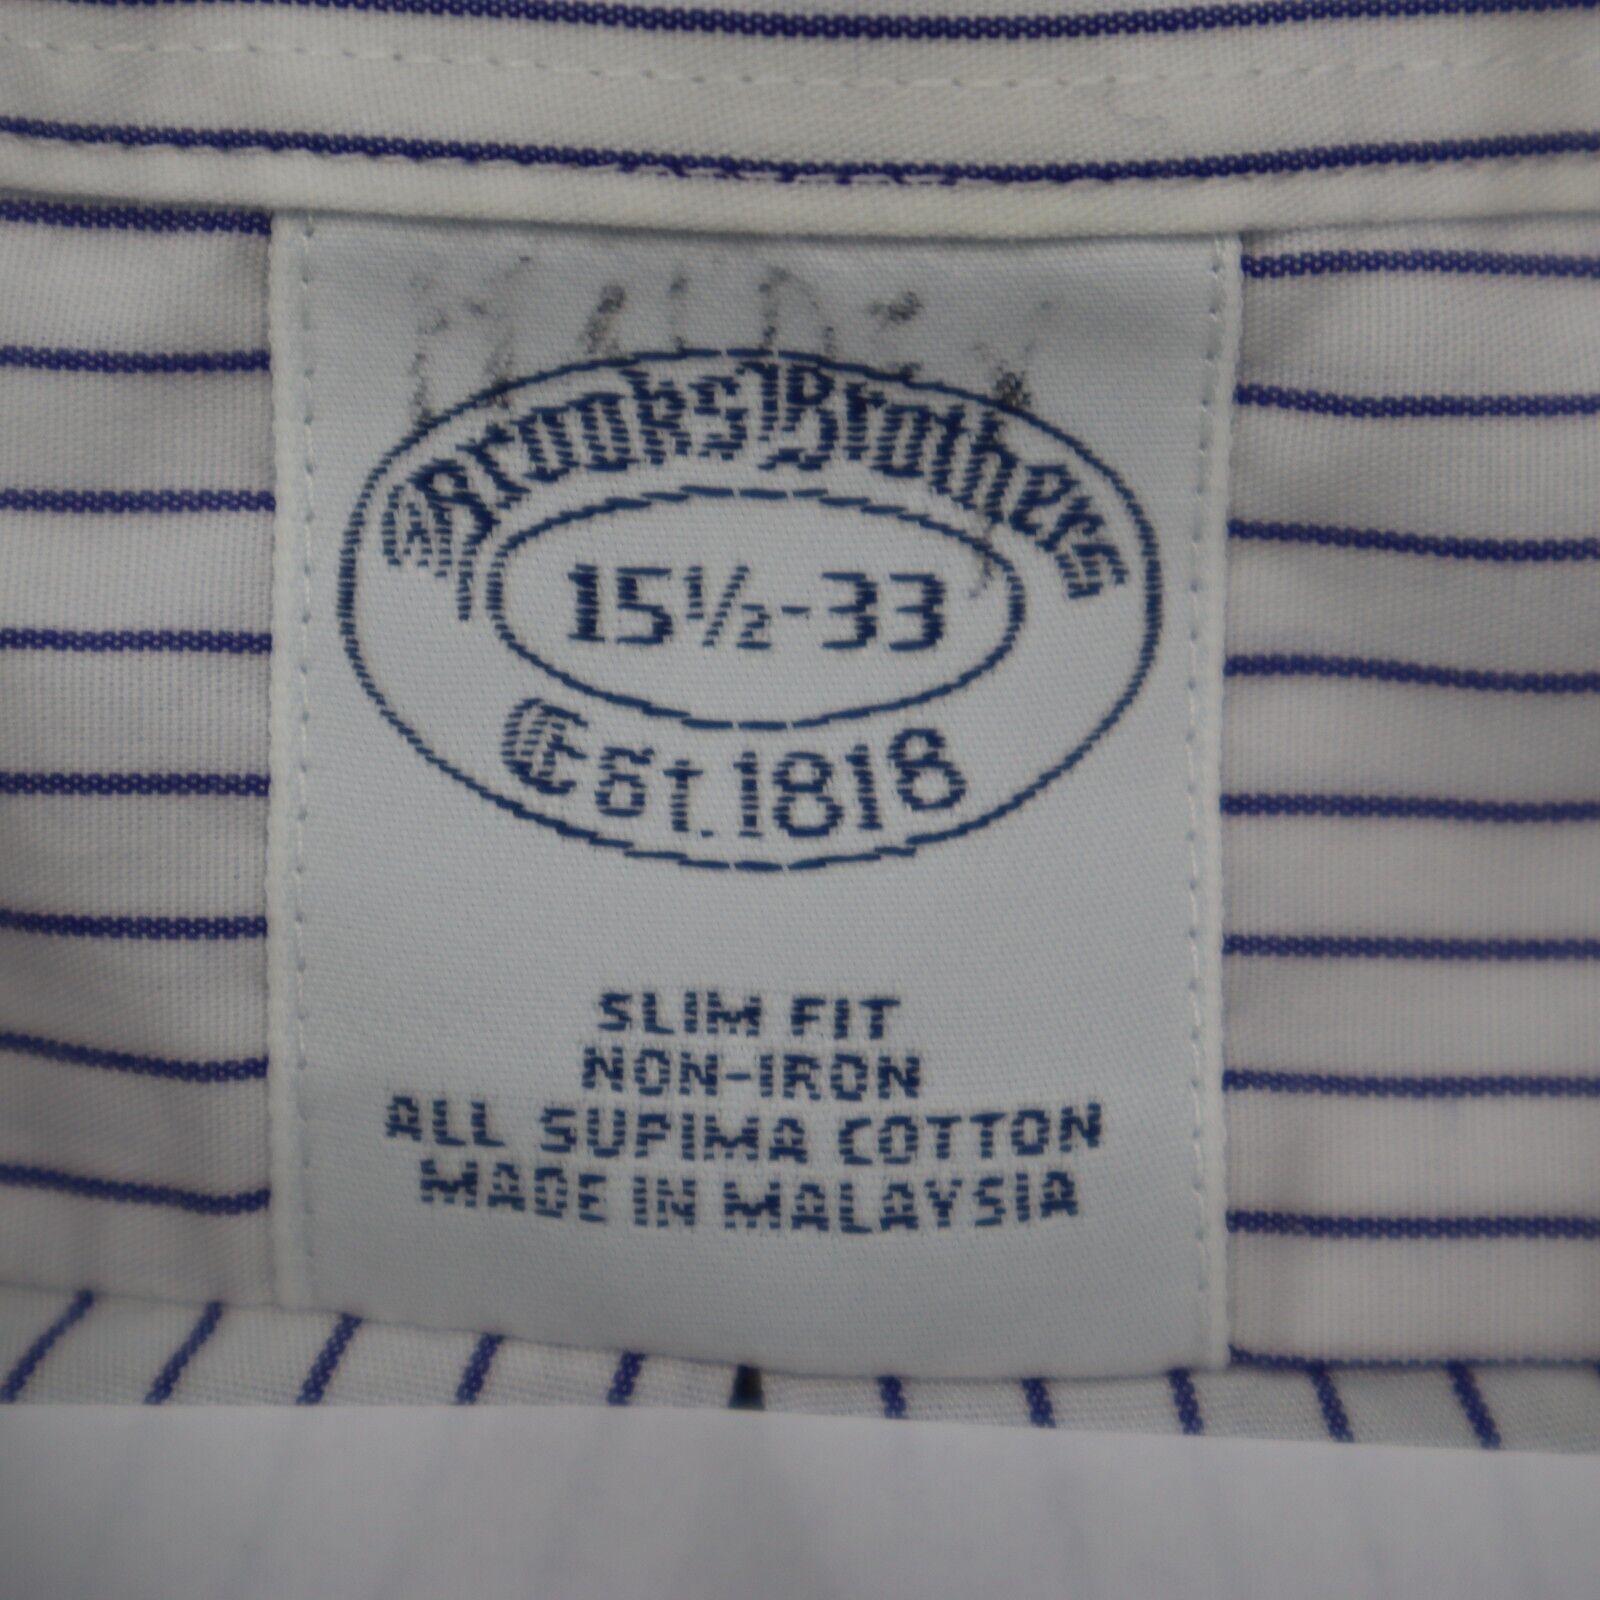 Brooks Brothers
15½-33
Est. 1818
SLIM FIT
NON-IRON
ALL SUPIMA COTTON
MADE IN MALAYSIA